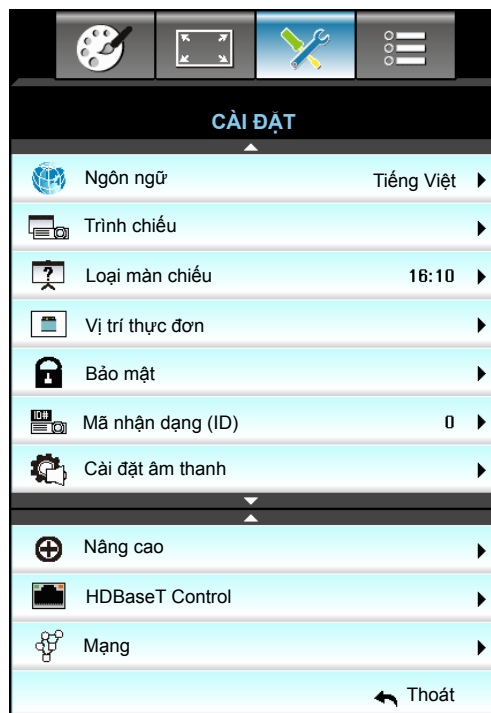 CÀI ĐẶT
Ngôn ngữ Tiếng Việt
Trình chiếu
Loại màn chiếu 16:10
Vị trí thực đơn
Bảo mật
ID#
Mã nhận dạng (ID) 0
Cài đặt âm thanh
Nâng cao
HDBaseT Control
Mạng
Thoát